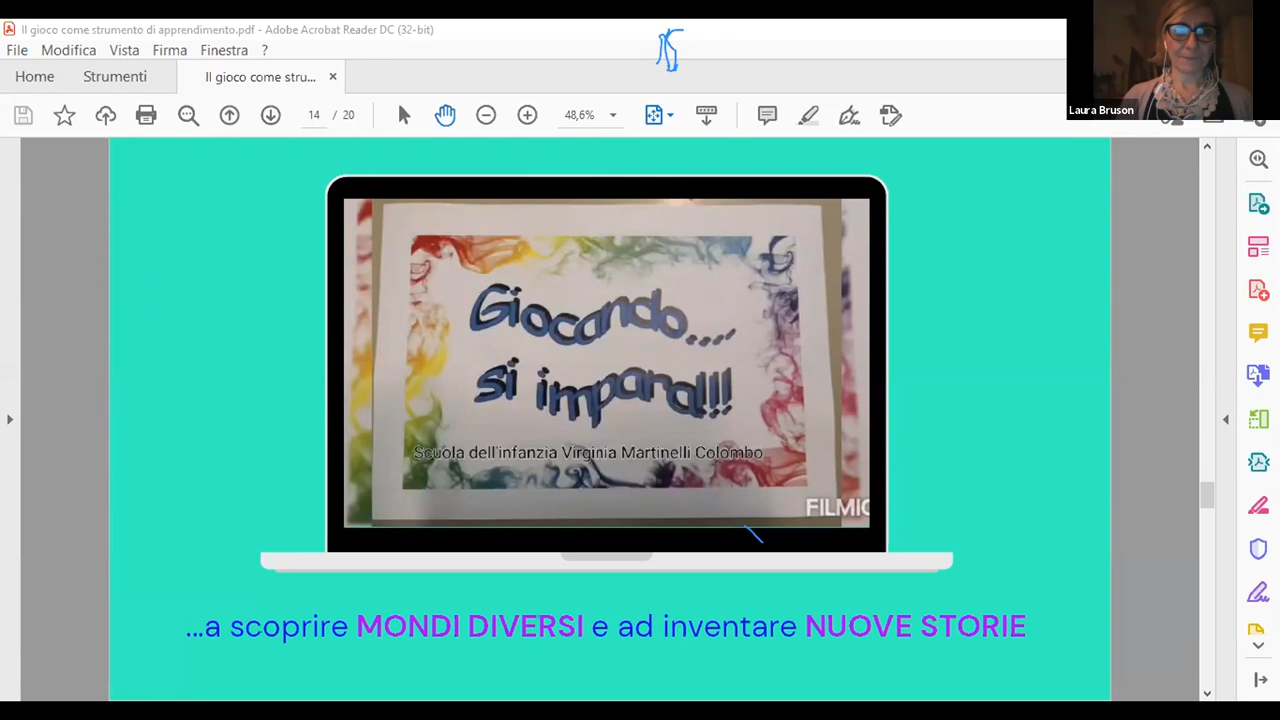 Il gioco come strumento di apprendimento.pdf - Adobe Acrobat Reader DC (32-bit)
File Modifica Vista Firma Finestra ?
Home Strumenti Il gioco come stru... ×
14 / 20 48,6%
Laura Bruson
Giocando....
si impara!!!
Scuola dell'infanzia Virginia Martinelli Colombo
FILMIG
...a scoprire MONDI DIVERSI e ad inventare NUOVE STORIE